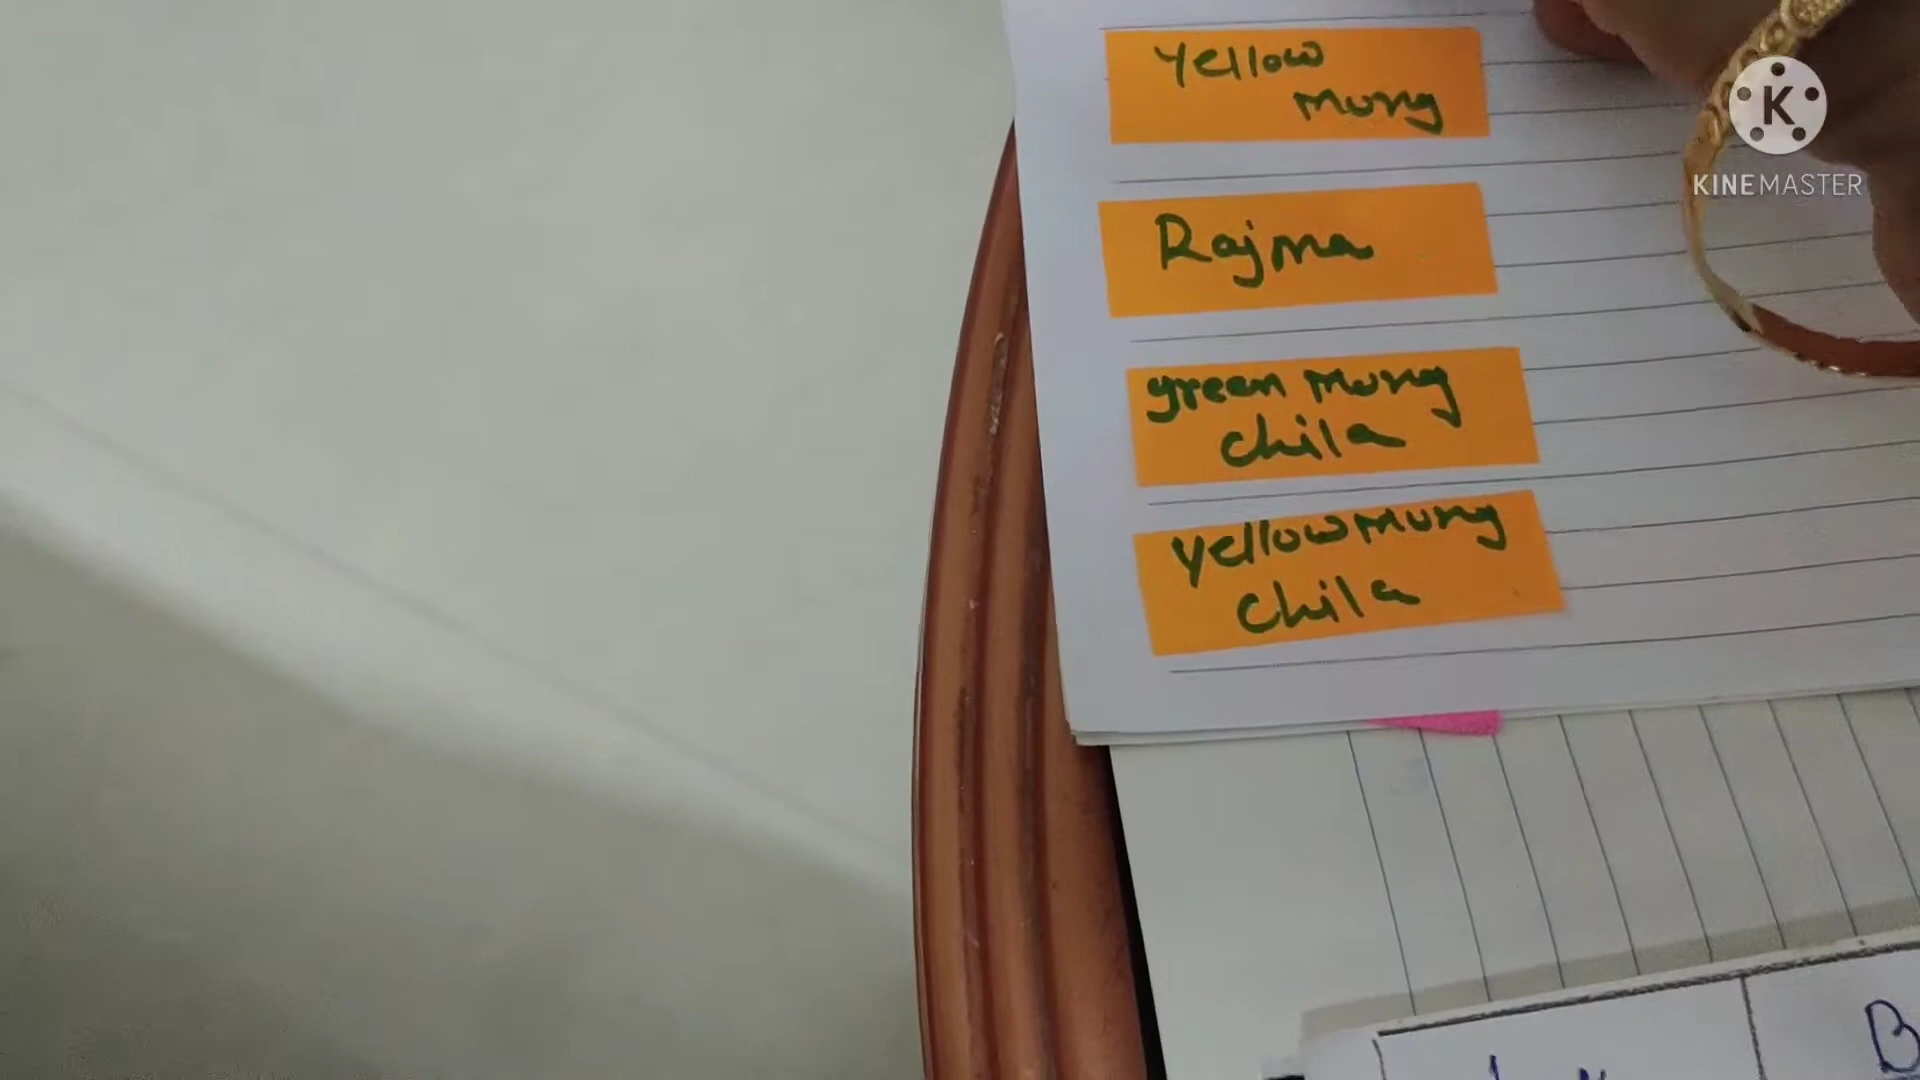 Yellow
mung
K
KINEMASTER
Rajma
green mung
chila
yellow mung
chila
B